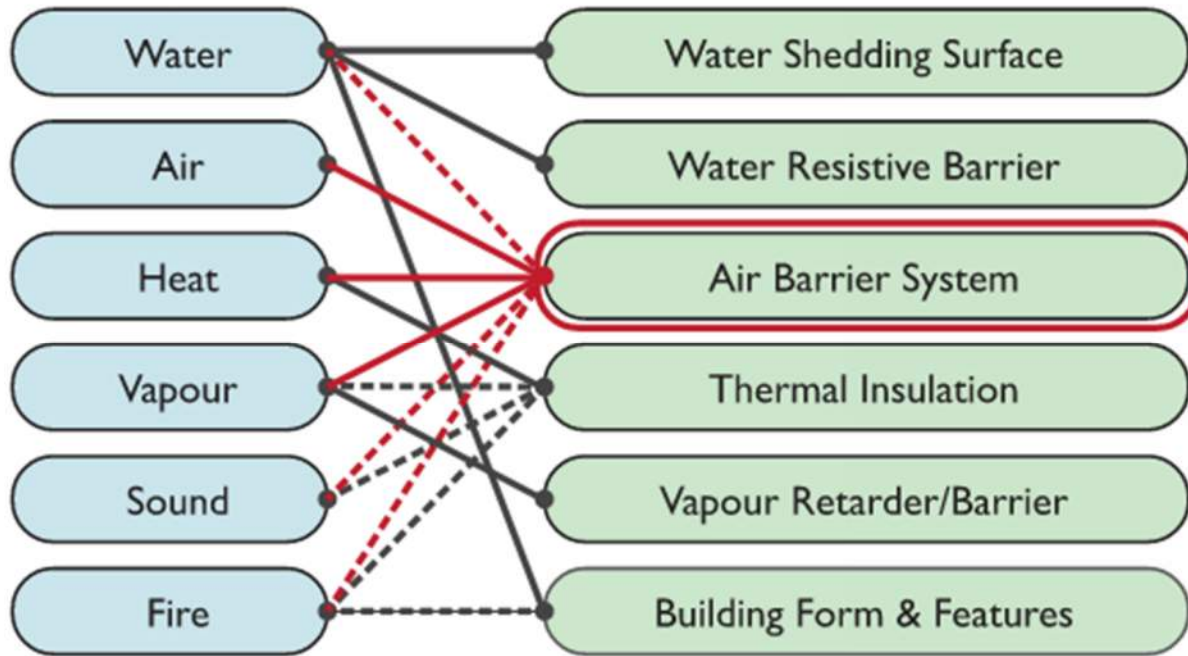 Water
Water Shedding Surface
Air
Water Resistive Barrier
Heat
Air Barrier System
Vapour
Thermal Insulation
Sound
Vapour Retarder/Barrier
Fire
Building Form & Features